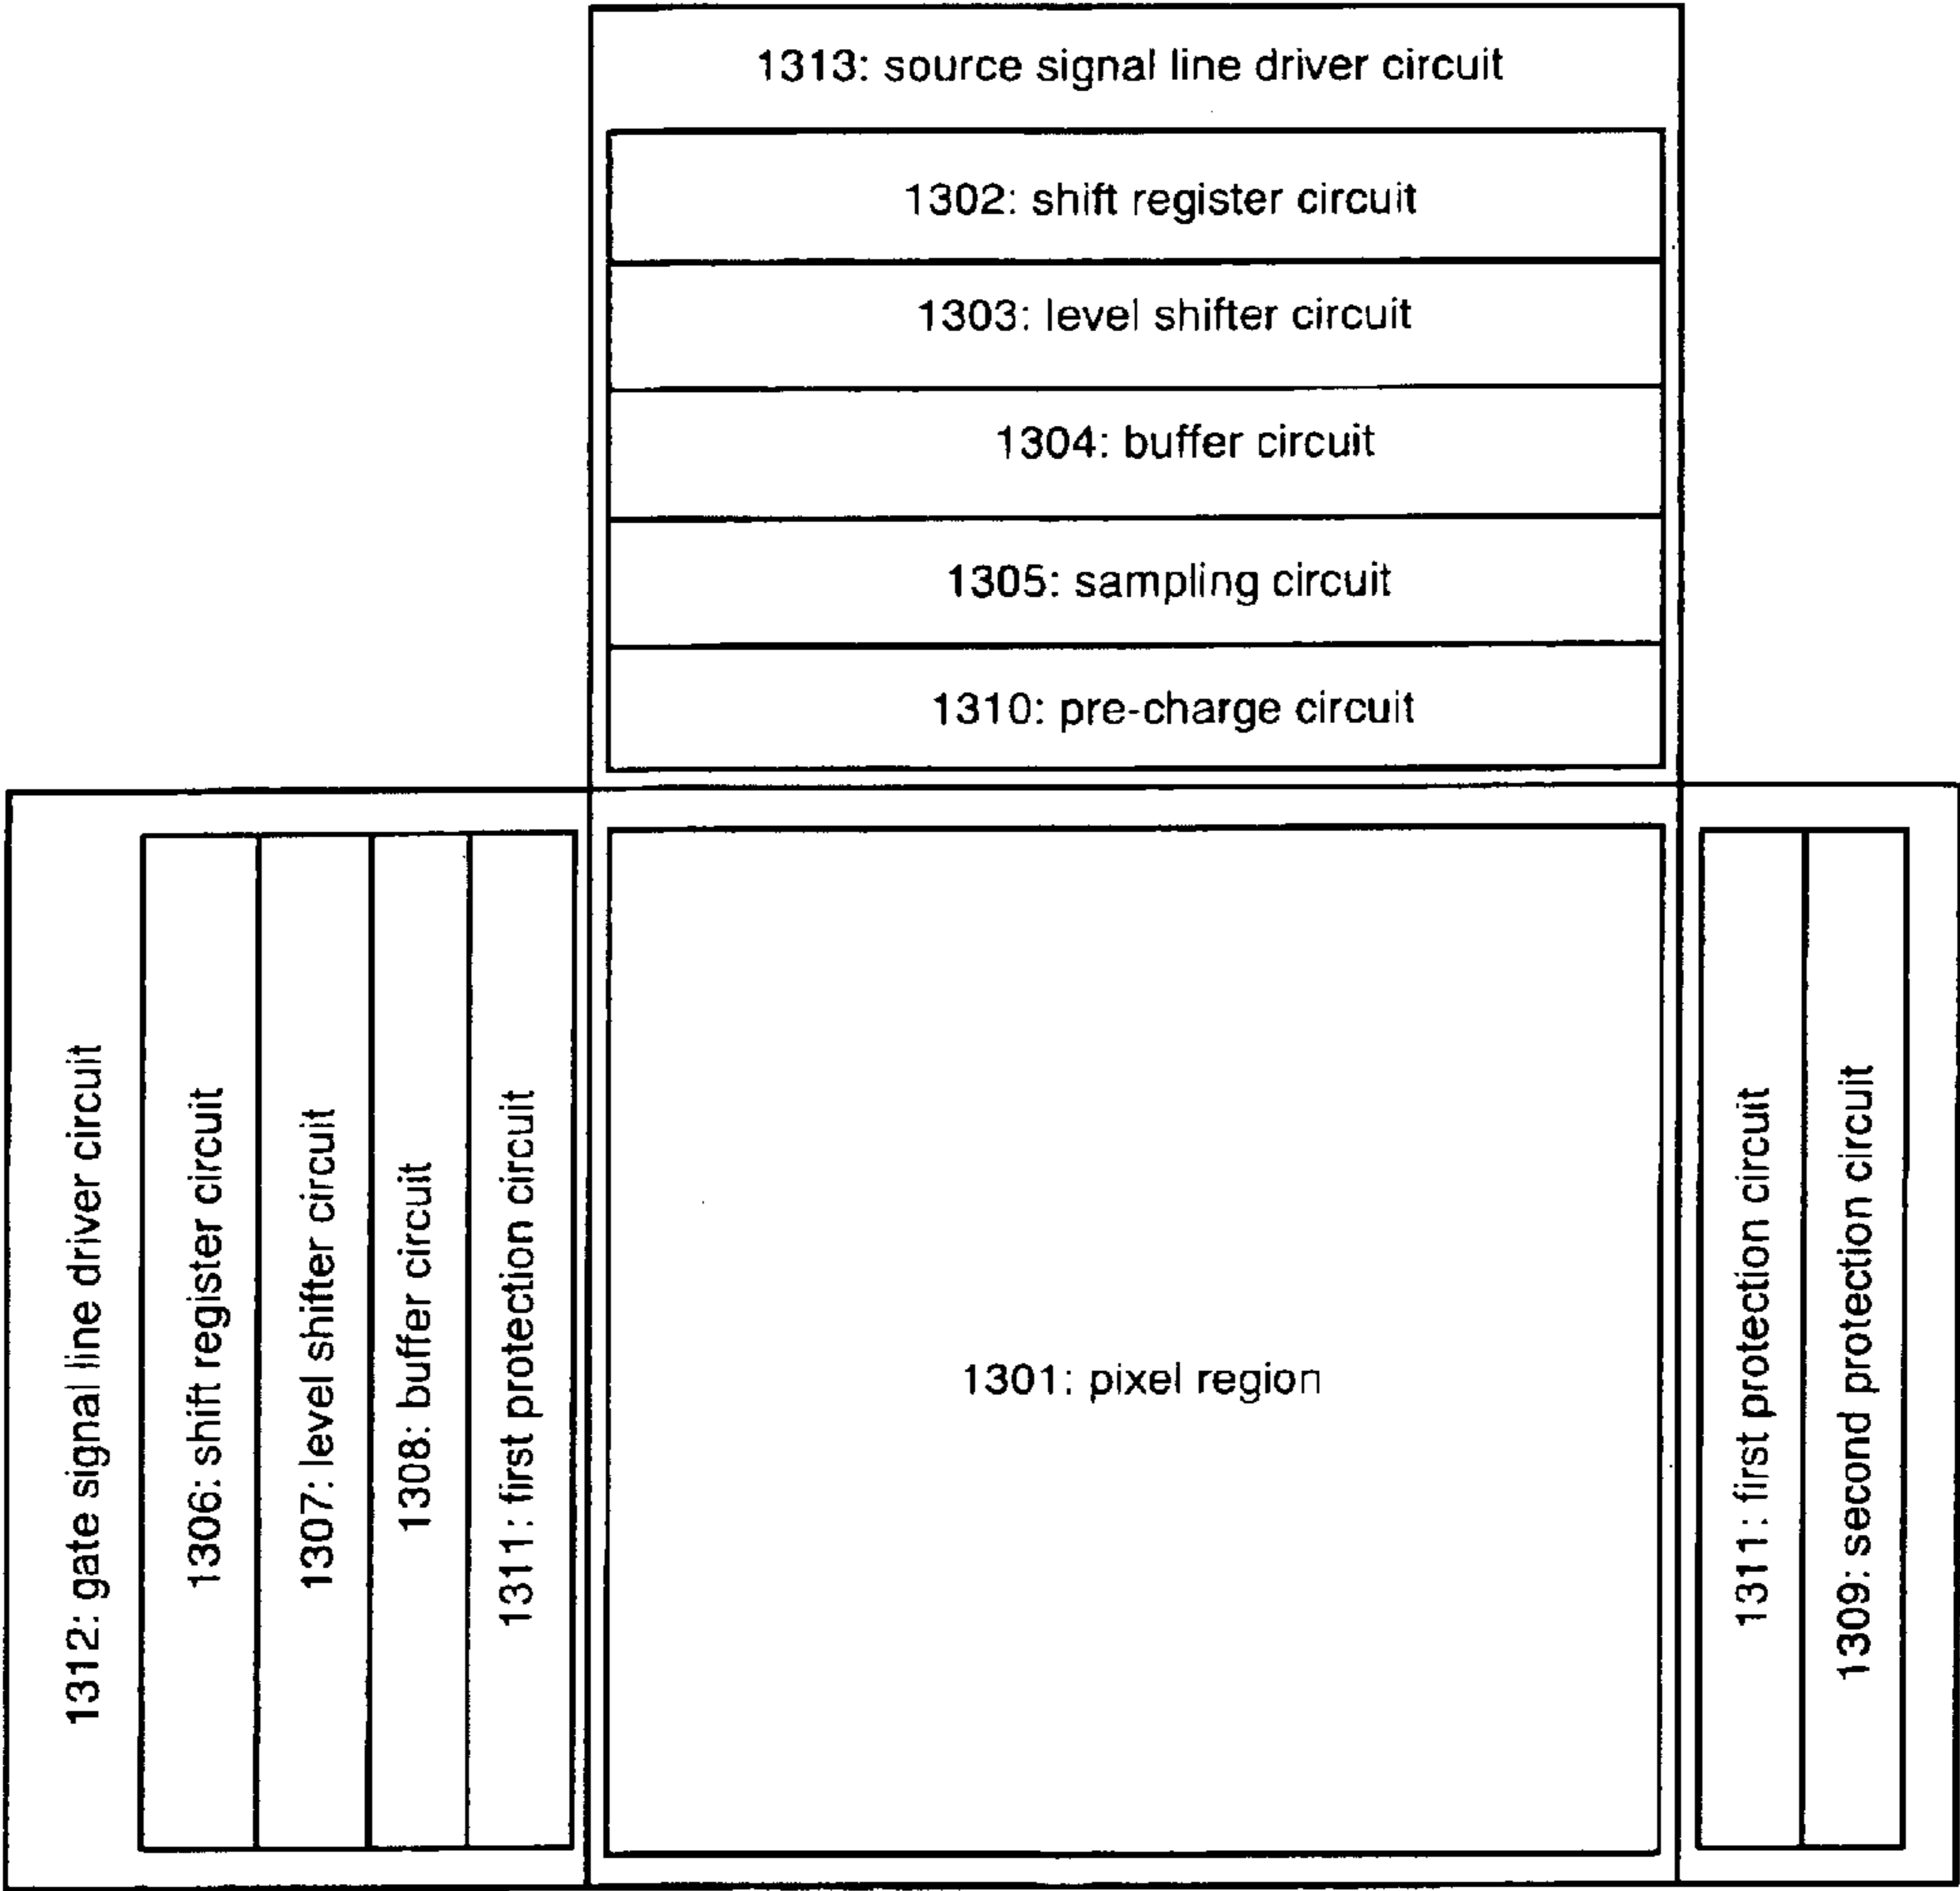 1313: source signal line driver circuit
1302: shift register circuit
1303: level shifter circuit
1304: buffer circuit
1305: sampling circuit
1310: pre-charge circuit
1312: gate signal line driver circuit
1306: shift register circuit
1307: level shifter circuit
1308: buffer circuit
1311: first protection circuit
1301: pixel region
1311: first protection circuit
1309: second protection circuit